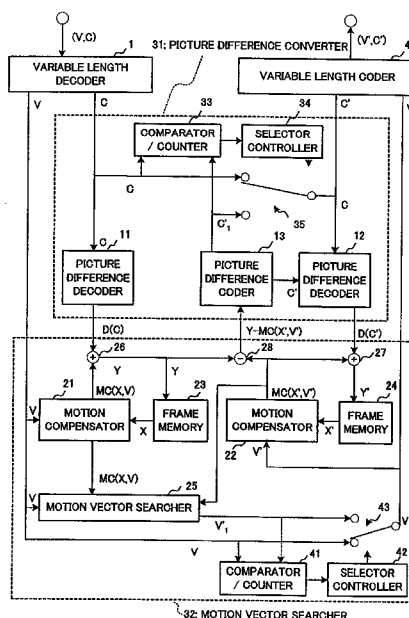 (V,C)
(V',C')
1
31; PICTURE DIFFERENCE CONVERTER
4
VARIABLE LENGTH
DECODER
VARIABLE LENGTH CODER
V
C
C'
V
33
34
COMPARATOR
/ COUNTER
SELECTOR
CONTROLLER
C
35
C
C'1
C
11
13
12
PICTURE
DIFFERENCE
DECODER
PICTURE
DIFFERENCE
CODER
C'
PICTURE
DIFFERENCE
DECODER
D(C)
Y-MC(X',V')
D(C')
26
28
27
Y
MC(X,V)
Y
MC(X',V')
Y'
21
23
24
V
MOTION
COMPENSATOR
X
FRAME
MEMORY
MOTION
COMPENSATOR
X'
FRAME
MEMORY
22
V'
MC(X,V)
25
V
MOTION VECTOR SEARCHER
43
V'1
V
V
41
42
COMPARATOR
/ COUNTER
SELECTOR
CONTROLLER
32; MOTION VECTOR SEARCHER